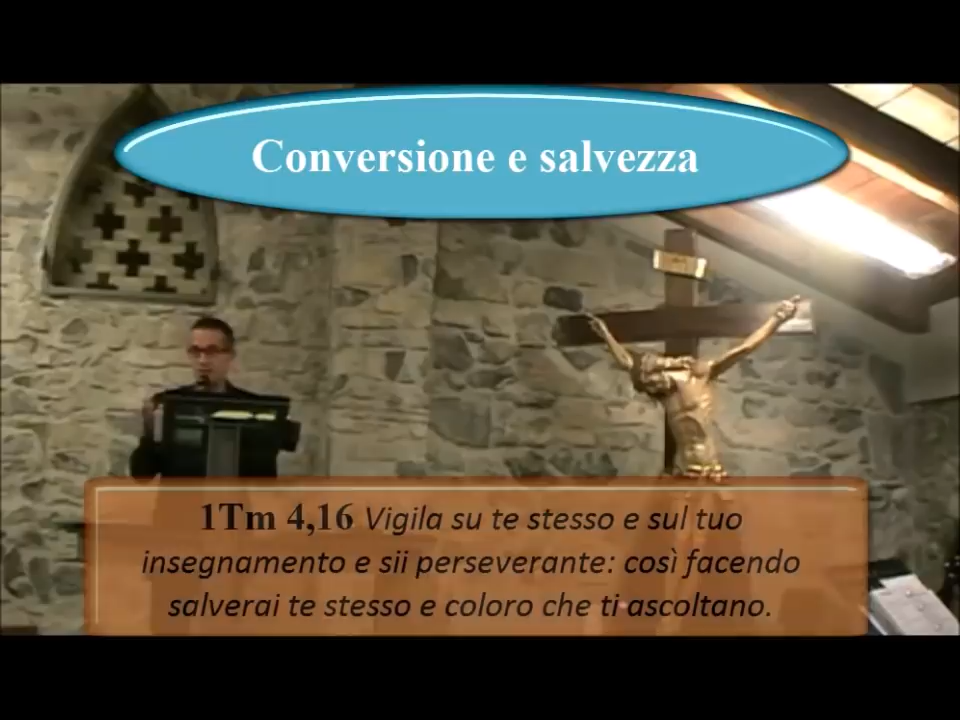 Conversione e salvezza
1Tm 4,16 Vigila su te stesso e sul tuo
insegnamento e sii perseverante: così facendo
salverai te stesso e coloro che ti ascoltano.